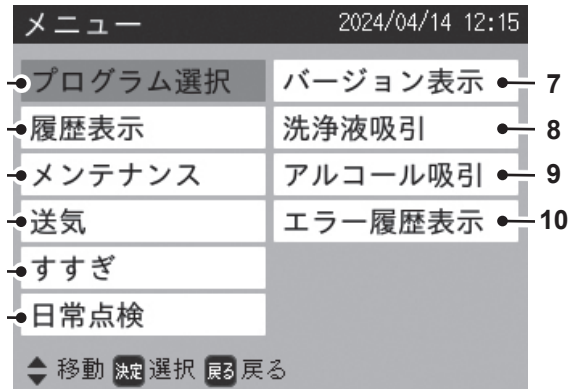 メニュー 2024/04/14 12:15
プログラム選択 バージョン表示 7
履歴表示 洗浄液吸引 8
メンテナンス アルコール吸引 9
送気 エラー履歴表示 10
すすぎ
日常点検
移動 決定 選択 戻る 戻る